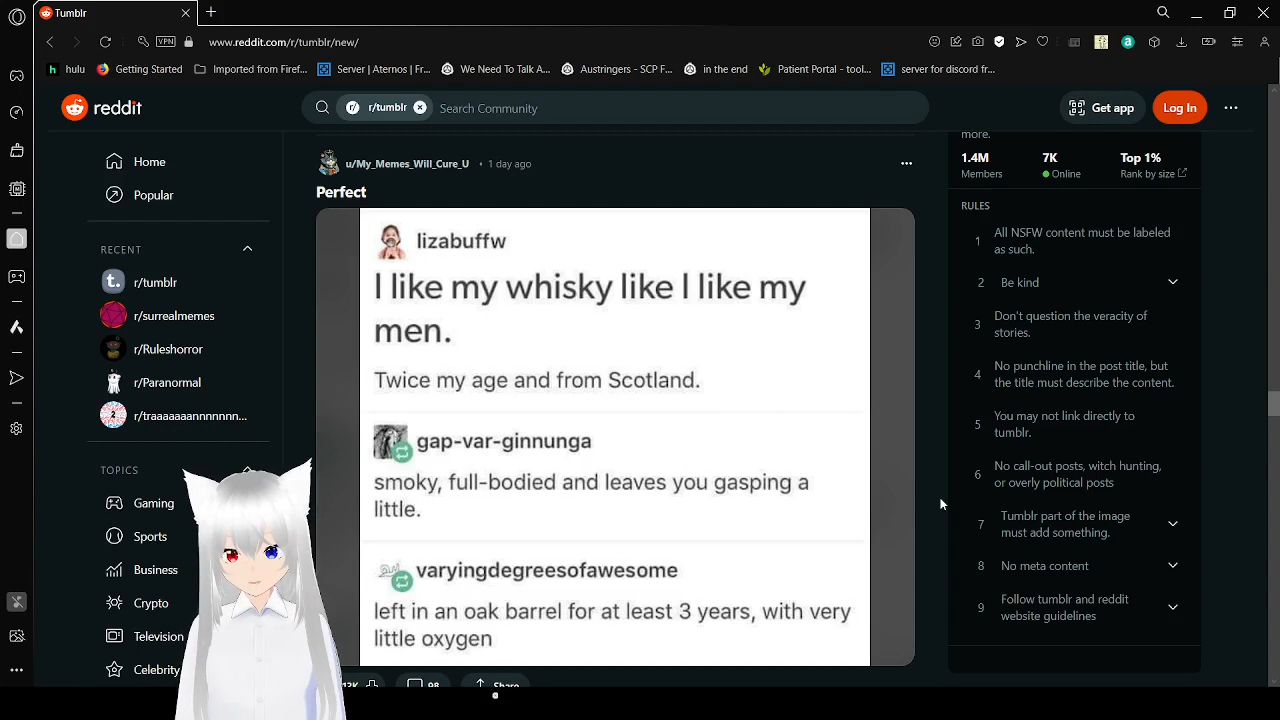 Tumblr
VPN
www.reddit.com/r/tumblr/new/
hulu
Getting Started
Imported from Firef...
Server | Aternos | Fr...
We Need To Talk A...
Austringers - SCP F...
in the end
Patient Portal - tool...
server for discord fr...
reddit
r/tumblr
Search Community
Get app
Log In
Home
Popular
RECENT
r/tumblr
r/surrealmemes
r/Ruleshorror
r/Paranormal
r/traaaaaaannnnnnn...
TOPICS
Gaming
Sports
Business
Crypto
Television
Celebrity
u/My_Memes_Will_Cure_U • 1 day ago
Perfect
lizabuffw
I like my whisky like I like my
men.
Twice my age and from Scotland.
gap-var-ginnunga
smoky, full-bodied and leaves you gasping a
little.
varyingdegreesofawesome
left in an oak barrel for at least 3 years, with very
little oxygen
98
Share
more.
1.4M
Members
7K
Online
Top 1%
Rank by size
RULES
1 All NSFW content must be labeled
as such.
2 Be kind
3 Don't question the veracity of
stories.
4 No punchline in the post title, but
the title must describe the content.
5 You may not link directly to
tumblr.
6 No call-out posts, witch hunting,
or overly political posts
7 Tumblr part of the image
must add something.
8 No meta content
9 Follow tumblr and reddit
website guidelines